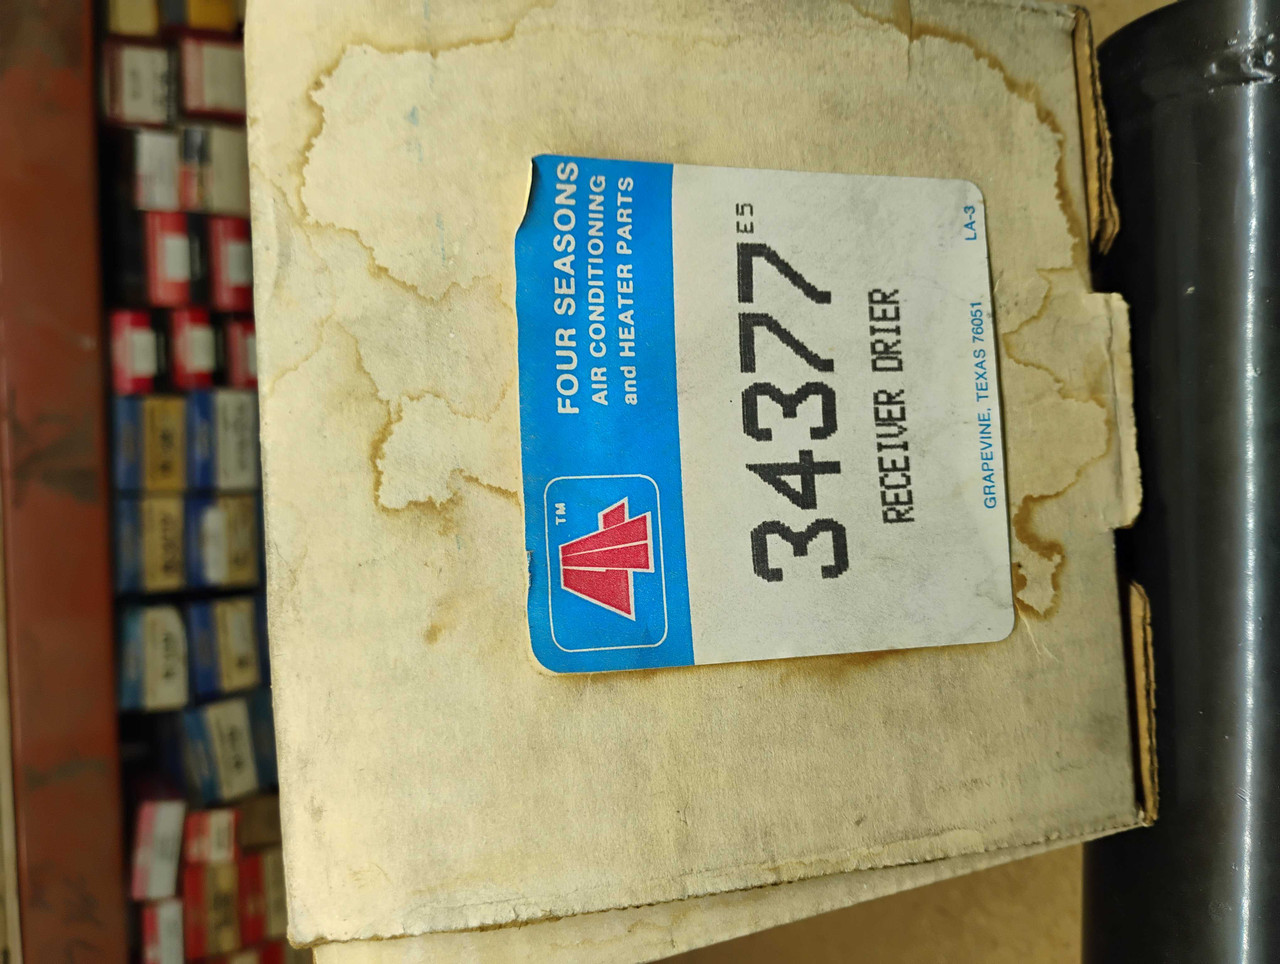 FOUR SEASONS
AIR CONDITIONING
and HEATER PARTS
TM
34377 E5
RECEIVER DRIER
GRAPEVINE, TEXAS 76051 LA-3